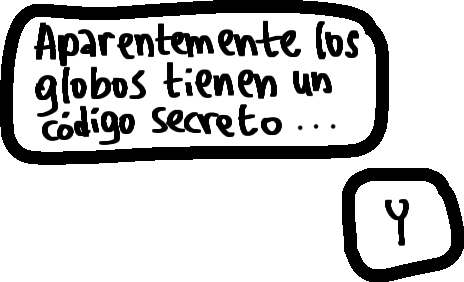 Aparentemente los
globos tienen un
código secreto ...
Y